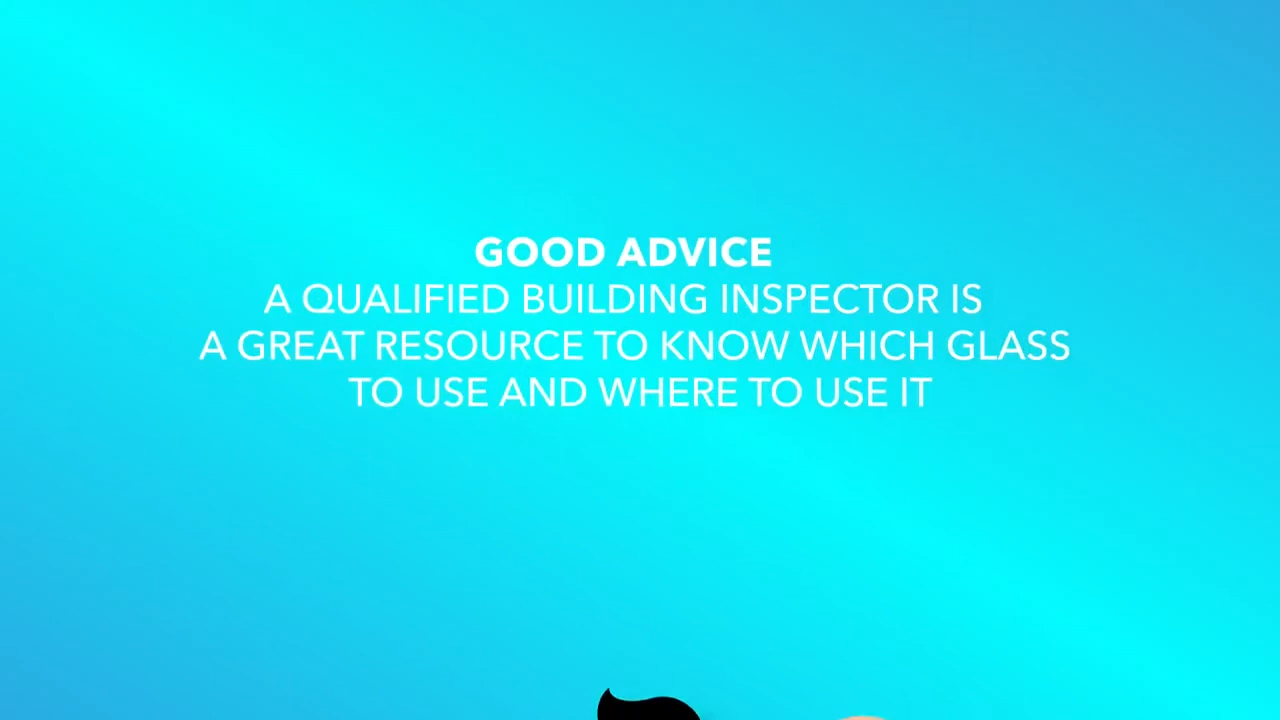 GOOD ADVICE
A QUALIFIED BUILDING INSPECTOR IS
A GREAT RESOURCE TO KNOW WHICH GLASS
TO USE AND WHERE TO USE IT